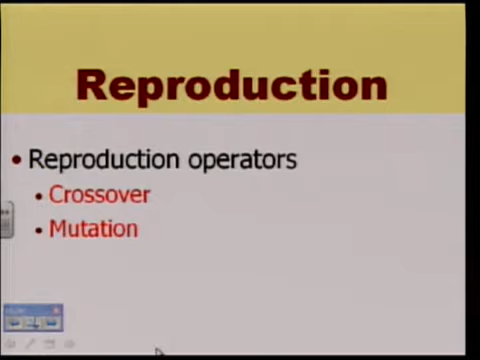 Reproduction
Reproduction operators
Crossover
Mutation